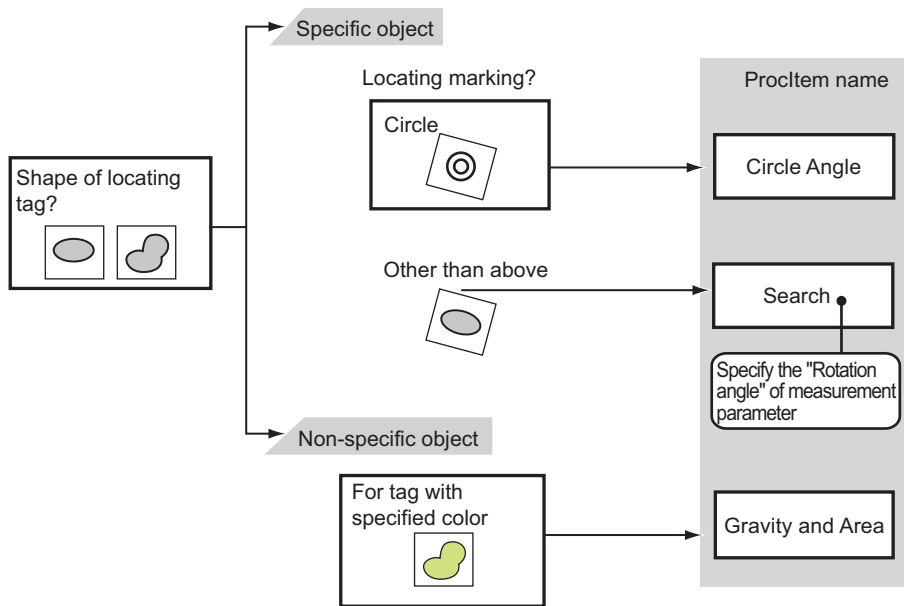 Specific object
Locating marking?
ProcItem name
Circle
Circle Angle
Shape of locating
tag?
Other than above
Search
Specify the "Rotation
angle" of measurement
parameter
Non-specific object
For tag with
specified color
Gravity and Area